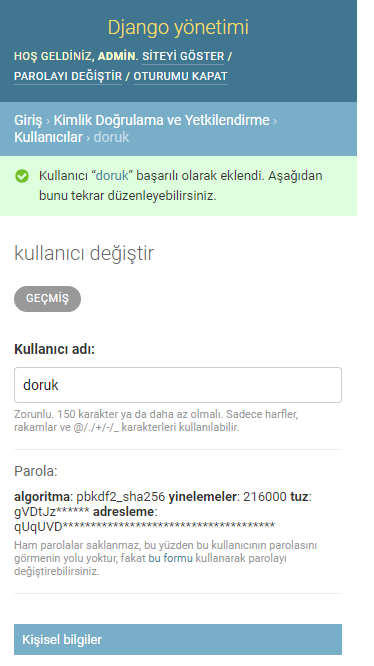 Django yönetimi
HOŞ GELDİNİZ, ADMIN. SİTEYİ GÖSTER /
PAROLAYI DEĞİŞTİR / OTURUMU KAPAT
Giriş › Kimlik Doğrulama ve Yetkilendirme ›
Kullanıcılar › doruk
Kullanıcı “doruk” başarılı olarak eklendi. Aşağıdan
bunu tekrar düzenleyebilirsiniz.
kullanıcı değiştir
GEÇMİŞ
Kullanıcı adı:
doruk
Zorunlu. 150 karakter ya da daha az olmalı. Sadece harfler,
rakamlar ve @/./+/-/_ karakterleri kullanılabilir.
Parola:
algoritma: pbkdf2_sha256 yinelemeler: 216000 tuz:
gVDtJz****** adresleme:
qUqUVD**************************************
Ham parolalar saklanmaz, bu yüzden bu kullanıcının parolasını
görmenin yolu yoktur, fakat bu formu kullanarak parolayı
değiştirebilirsiniz.
Kişisel bilgiler